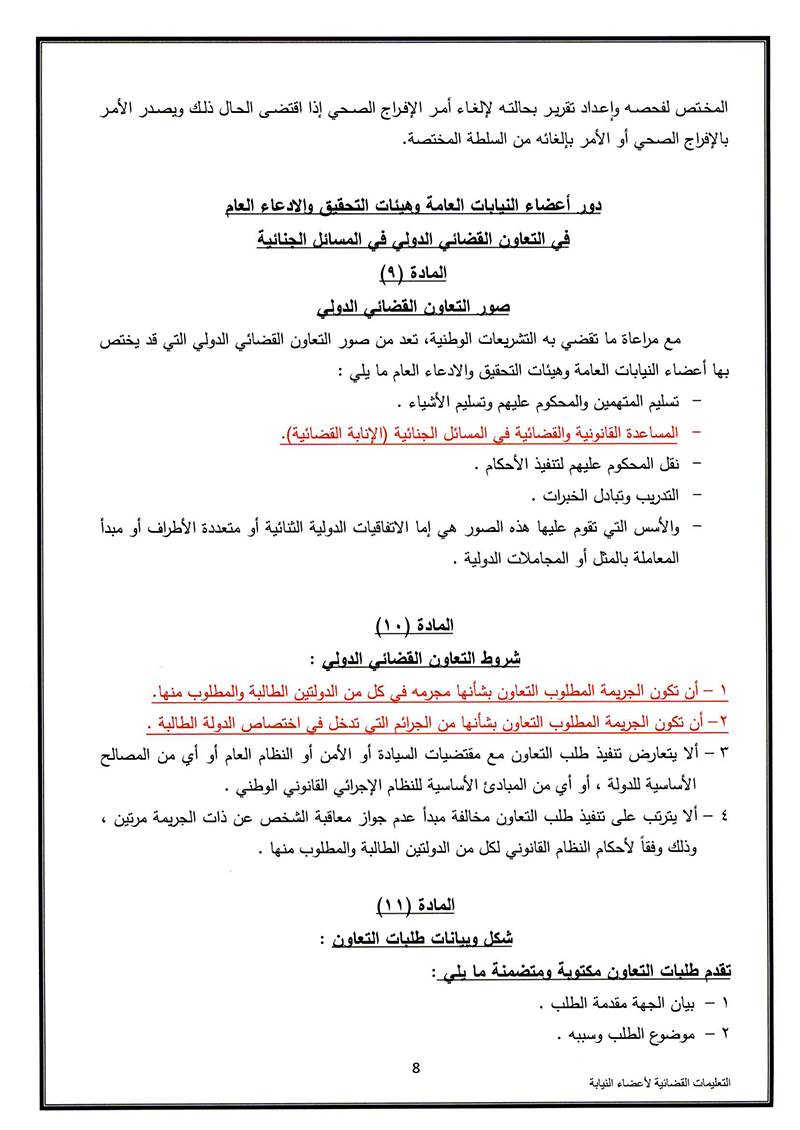 المختص لفحصه وإعداد تقرير بحالته لإلغاء أمر الإفراج الصحي إذا اقتضى الحال ذلك ويصدر الأمر
بالإفراج الصحي أو الأمر بإلغائه من السلطة المختصة.
دور أعضاء النيابات العامة وهيئات التحقيق والادعاء العام
في التعاون القضائي الدولي في المسائل الجنائية
المادة (٩)
صور التعاون القضائي الدولي
مع مراعاة ما تقضي به التشريعات الوطنية، تعد من صور التعاون القضائي الدولي التي قد يختص
بها أعضاء النيابات العامة وهيئات التحقيق والادعاء العام ما يلي :
– تسليم المتهمين والمحكوم عليهم وتسليم الأشياء .
– المساعدة القانونية والقضائية في المسائل الجنائية (الإنابة القضائية).
– نقل المحكوم عليهم لتنفيذ الأحكام .
– التدريب وتبادل الخبرات .
– والأسس التي تقوم عليها هذه الصور هي إما الاتفاقيات الدولية الثنائية أو متعددة الأطراف أو مبدأ
المعاملة بالمثل أو المجاملات الدولية .
المادة (١٠)
شروط التعاون القضائي الدولي :
١ – أن تكون الجريمة المطلوب التعاون بشأنها مجرمه في كل من الدولتين الطالبة والمطلوب منها.
٢– أن تكون الجريمة المطلوب التعاون بشأنها من الجرائم التي تدخل في اختصاص الدولة الطالبة .
٣ – ألا يتعارض تنفيذ طلب التعاون مع مقتضيات السيادة أو الأمن أو النظام العام أو أي من المصالح
الأساسية للدولة ، أو أي من المبادئ الأساسية للنظام الإجرائي القانوني الوطني .
٤ – ألا يترتب على تنفيذ طلب التعاون مخالفة مبدأ عدم جواز معاقبة الشخص عن ذات الجريمة مرتين ،
وذلك وفقاً لأحكام النظام القانوني لكل من الدولتين الطالبة والمطلوب منها .
المادة (١١)
شكل وبيانات طلبات التعاون :
تقدم طلبات التعاون مكتوبة ومتضمنة ما يلي :
١ – بيان الجهة مقدمة الطلب .
٢ – موضوع الطلب وسببه .
8
التعليمات القضائية لأعضاء النيابة